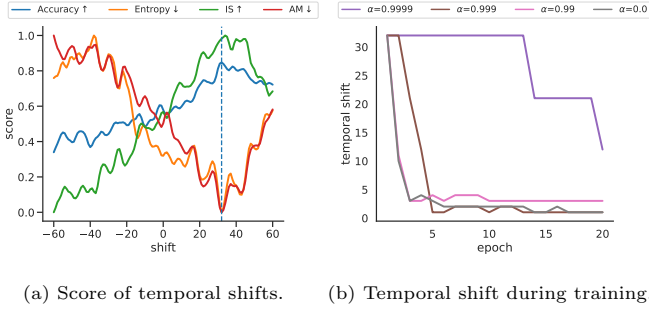 Accuracy ↑ Entropy ↓ IS ↑ AM ↓
1.0
0.8
0.6
0.4
0.2
0.0
score
−60 −40 −20 0 20 40 60
shift
(a) Score of temporal shifts.
α=0.9999 α=0.999 α=0.99 α=0.0
30
25
20
15
10
5
0
temporal shift
5 10 15 20
epoch
(b) Temporal shift during training